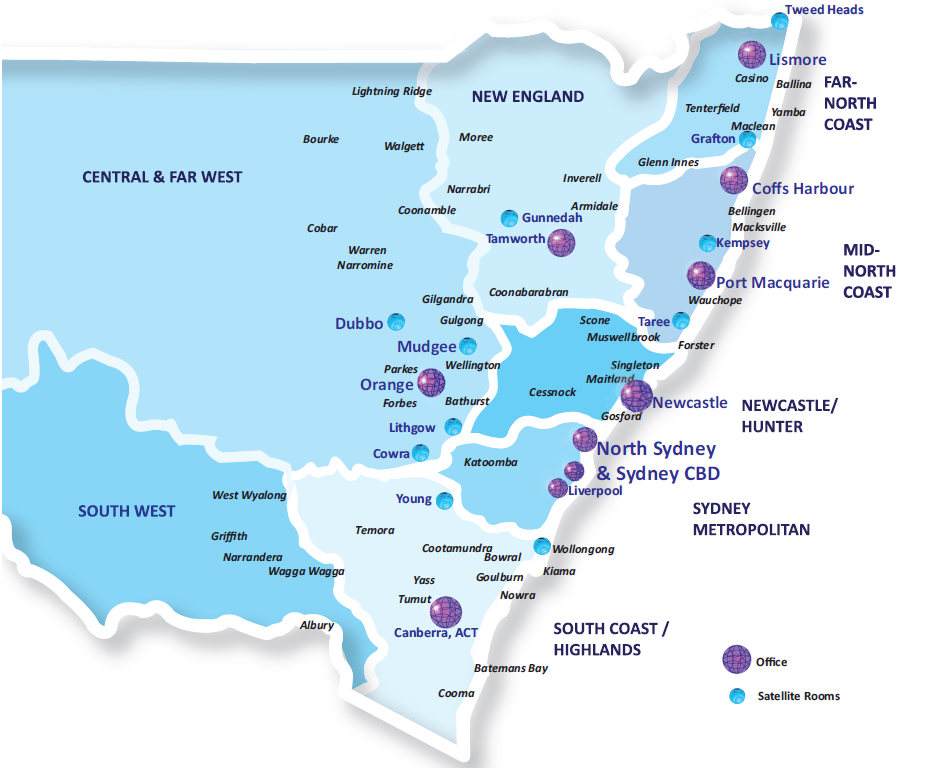 Tweed Heads
Lismore
Casino
Ballina
FAR-
NORTH
COAST
Lightning Ridge
NEW ENGLAND
Tenterfield
Yamba
Maclean
Bourke
Walgett
Moree
Grafton
Glenn Innes
CENTRAL & FAR WEST
Inverell
Coffs Harbour
Narrabri
Coonamble
Armidale
Bellingen
Gunnedah
Macksville
Cobar
Tamworth
Kempsey
MID-
NORTH
COAST
Warren
Narromine
Port Macquarie
Coonabarabran
Wauchope
Gilgandra
Dubbo
Gulgong
Scone
Taree
Muswellbrook
Mudgee
Forster
Parkes
Wellington
Singleton
Orange
Maitland
Cessnock
Forbes
Bathurst
Newcastle
NEWCASTLE/
HUNTER
Gosford
Lithgow
North Sydney
& Sydney CBD
Cowra
Katoomba
Liverpool
West Wyalong
Young
SOUTH WEST
SYDNEY
METROPOLITAN
Temora
Griffith
Cootamundra
Bowral
Wollongong
Narrandera
Wagga Wagga
Kiama
Yass
Goulburn
Tumut
Nowra
Albury
Canberra, ACT
SOUTH COAST /
HIGHLANDS
Batemans Bay
Office
Cooma
Satellite Rooms